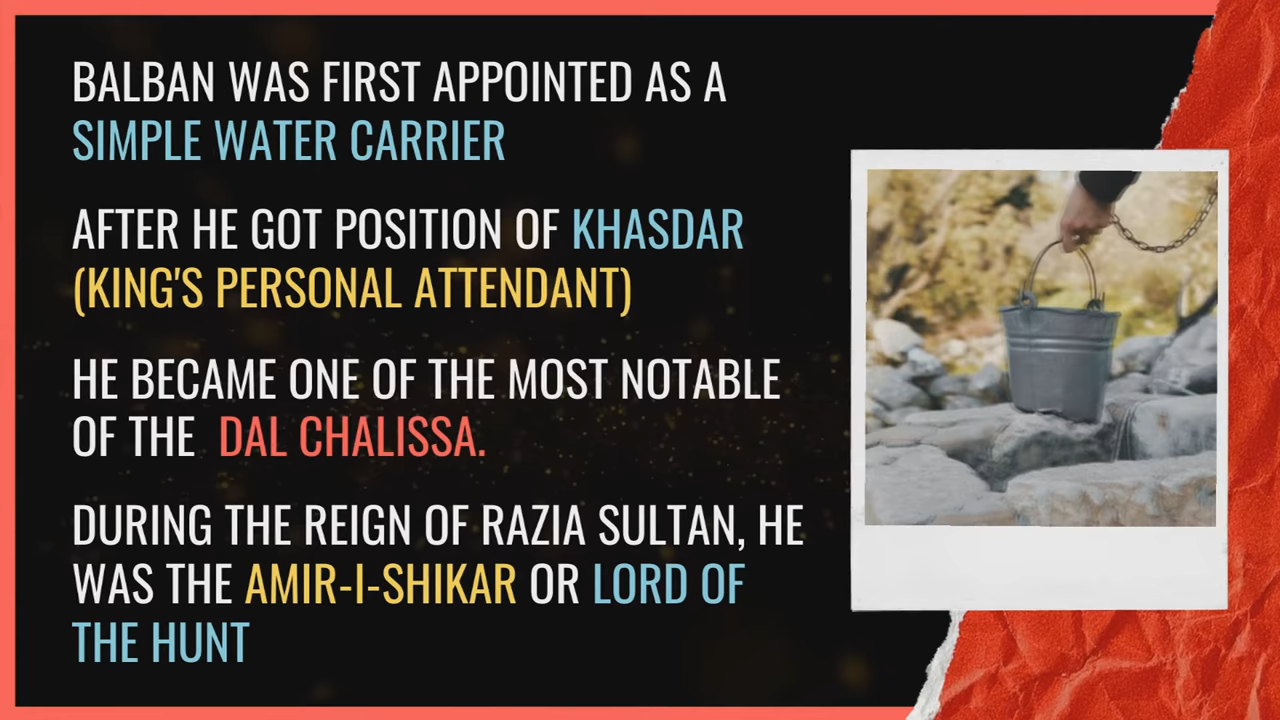 BALBAN WAS FIRST APPOINTED AS A
SIMPLE WATER CARRIER
AFTER HE GOT POSITION OF KHASDAR
(KING'S PERSONAL ATTENDANT)
HE BECAME ONE OF THE MOST NOTABLE
OF THE DAL CHALISSA.
DURING THE REIGN OF RAZIA SULTAN, HE
WAS THE AMIR-I-SHIKAR OR LORD OF
THE HUNT